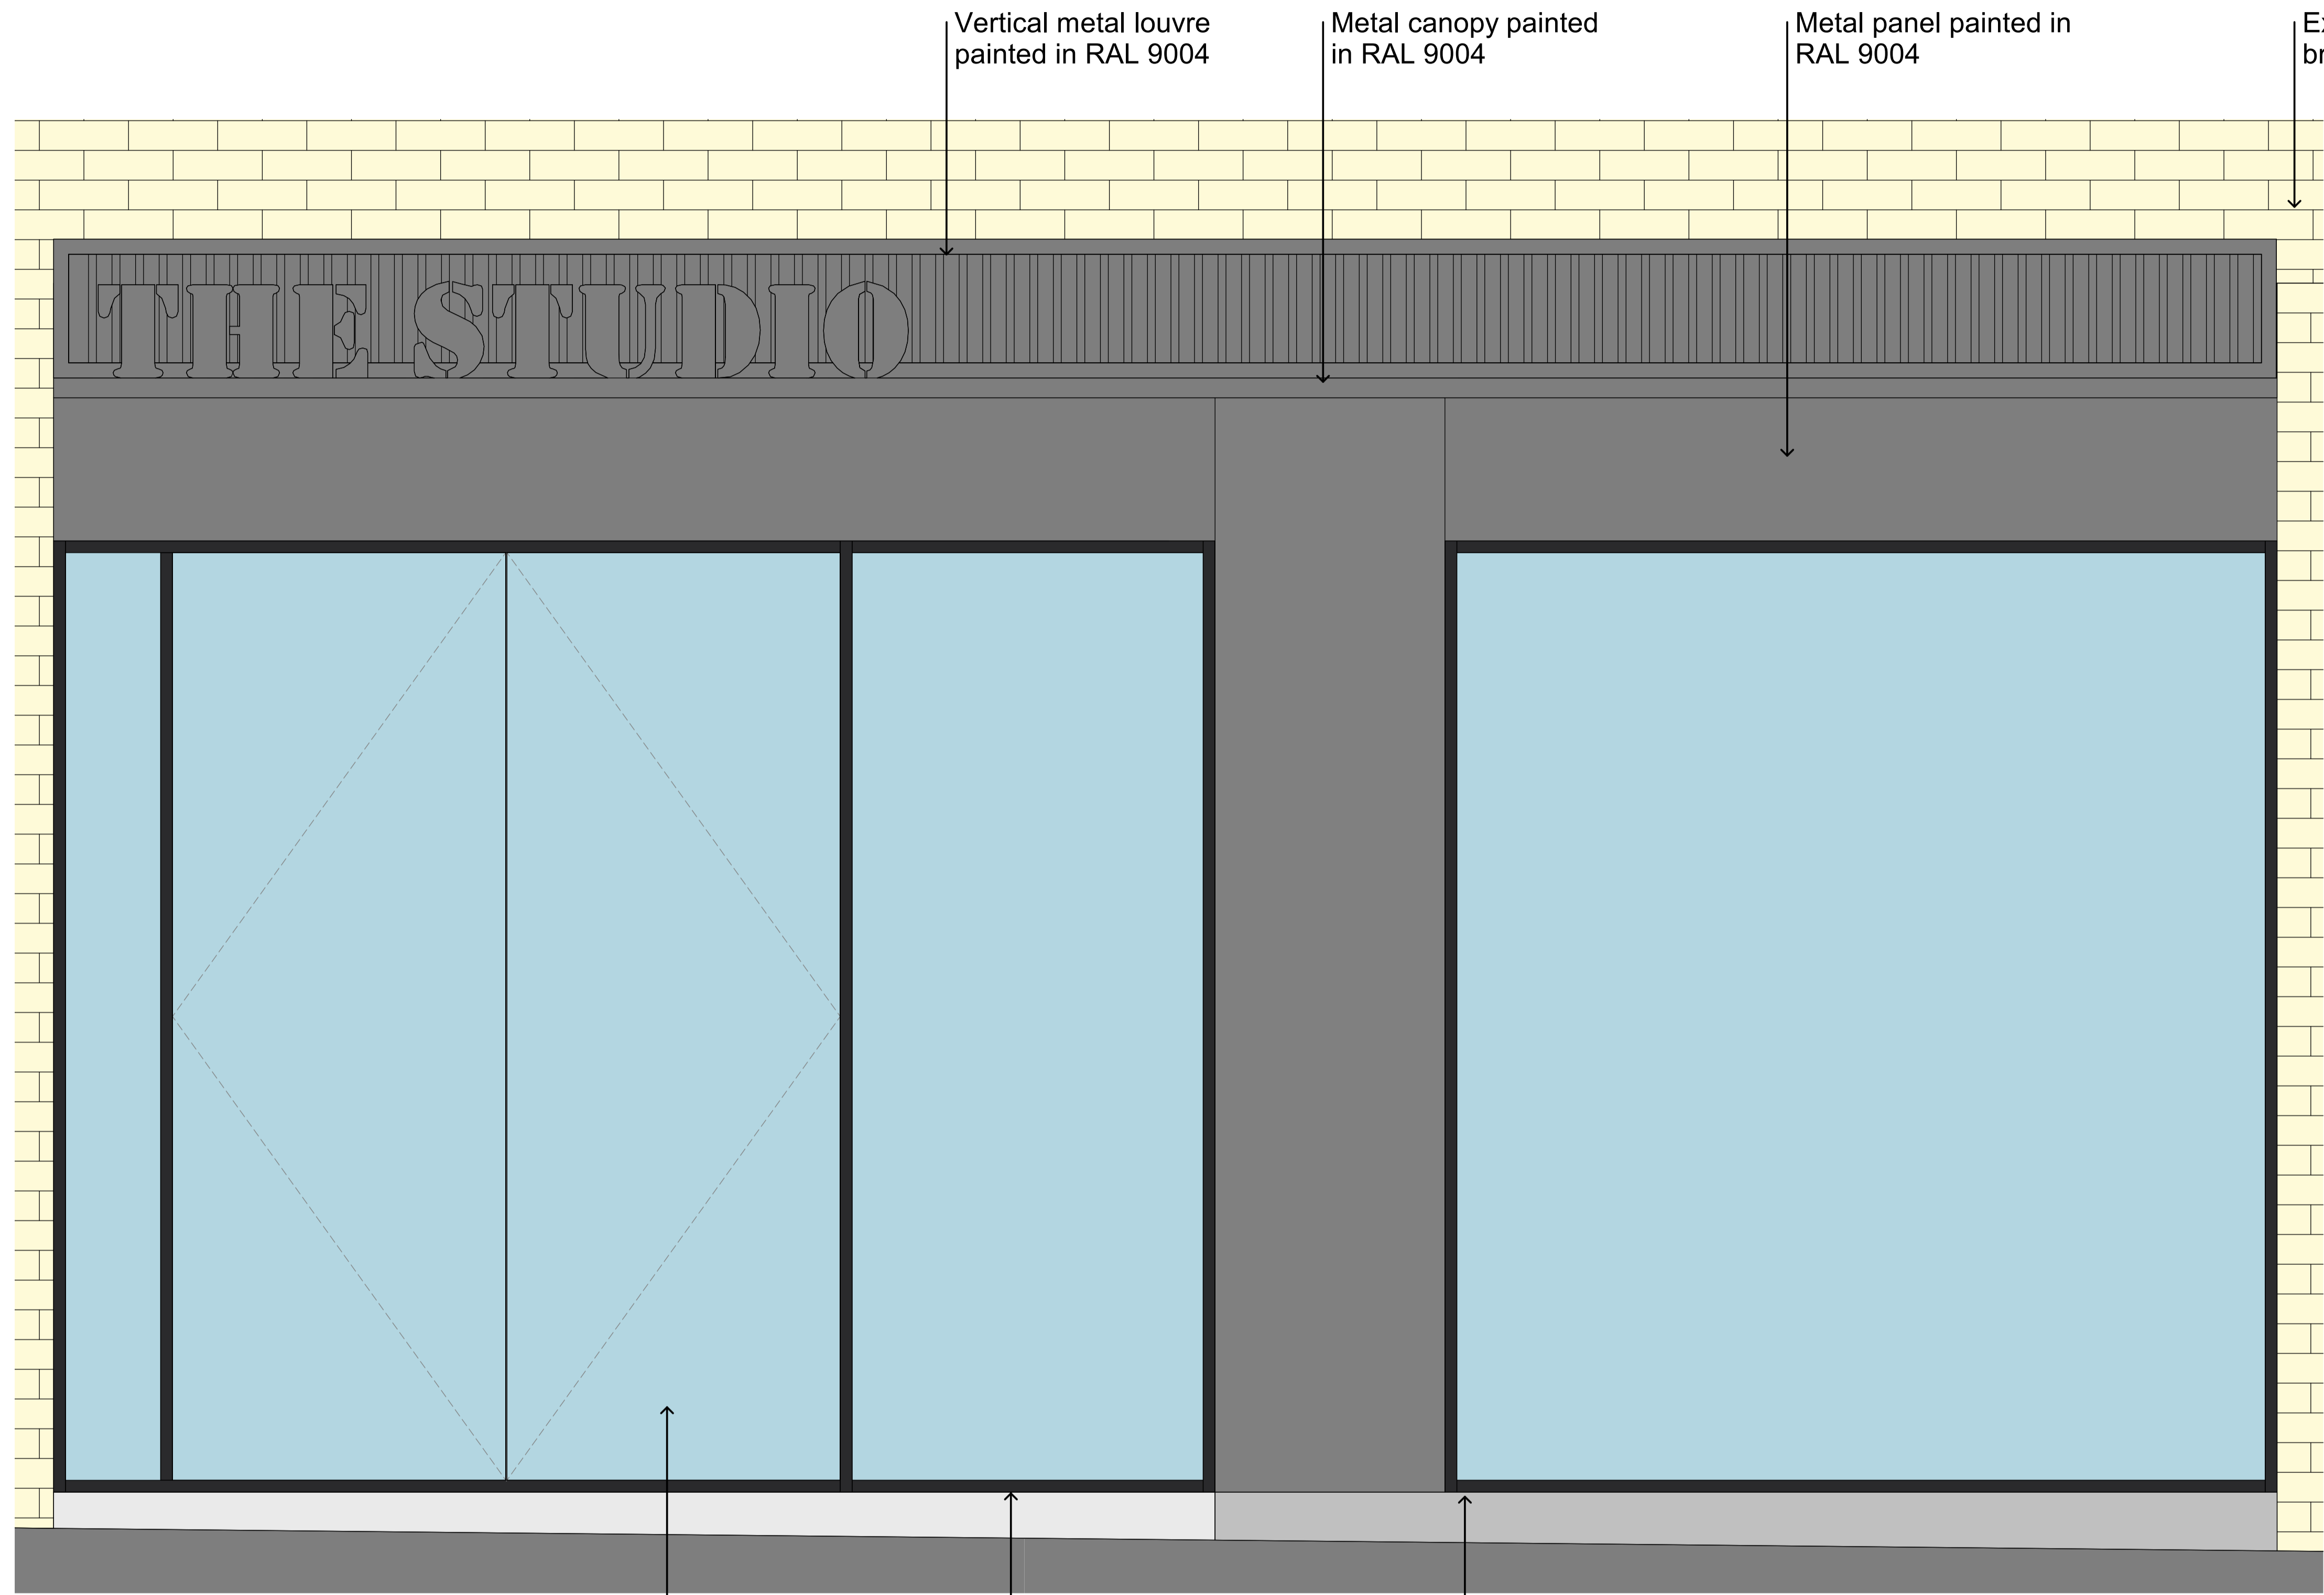 Vertical metal louvre
painted in RAL 9004
Metal canopy painted
in RAL 9004
Metal panel painted in
RAL 9004
THE STUDIO